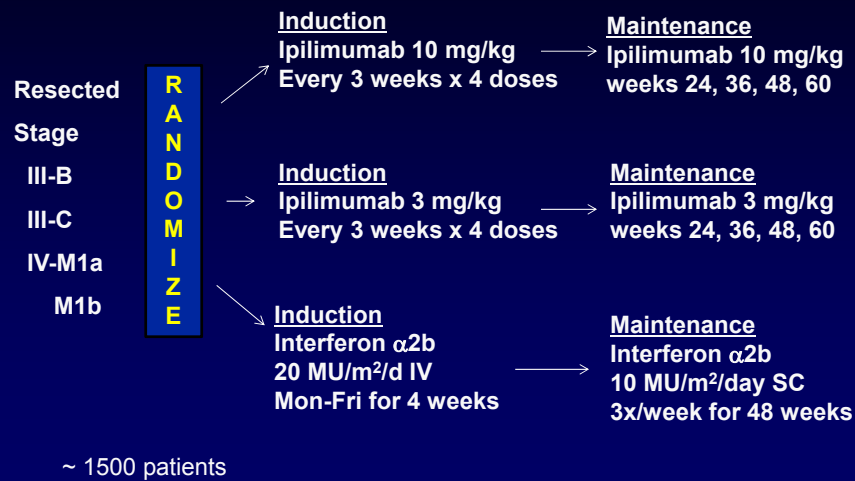 Resected
Stage
III-B
III-C
IV-M1a
M1b
R
A
N
D
O
M
I
Z
E
Induction
Ipilimumab 10 mg/kg
Every 3 weeks x 4 doses
Maintenance
Ipilimumab 10 mg/kg
weeks 24, 36, 48, 60
Induction
Ipilimumab 3 mg/kg
Every 3 weeks x 4 doses
Maintenance
Ipilimumab 3 mg/kg
weeks 24, 36, 48, 60
Induction
Interferon α2b
20 MU/m²/d IV
Mon-Fri for 4 weeks
Maintenance
Interferon α2b
10 MU/m²/day SC
3x/week for 48 weeks
~ 1500 patients